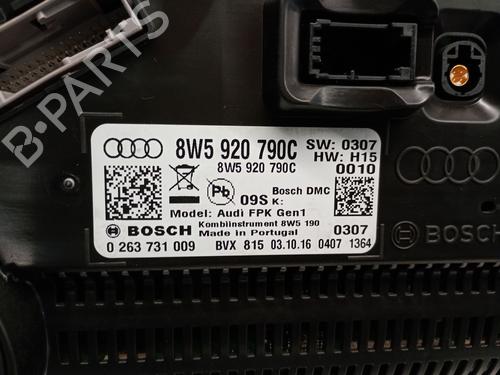 B-PARTS
8W5 920 790C SW: 0307
8W5 920 790C HW: H15
0010
Pb 09S K: Bosch DMC
Model: Audi FPK Gen1
BOSCH Kombiinstrument 8W5 190 0307
Made in Portugal
0 263 731 009 BVX 815 03.10.16 0407 1364
BOSCH